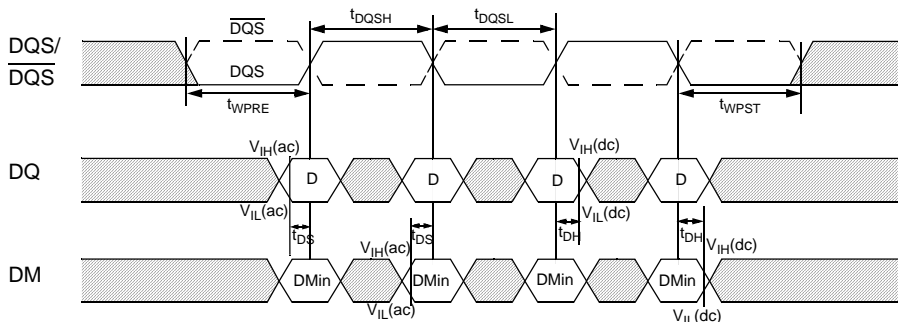 DQS
tDQSH
tDQSL
DQS/
DQS
DQS
tWPRE
tWPST
VIH(ac)
VIH(dc)
DQ
D
D
D
D
VIL(ac)
VIL(dc)
tDS
VIH(ac)
tDS
tDH
tDH
VIH(dc)
DM
DMin
DMin
DMin
DMin
VIL(ac)
VIL(dc)